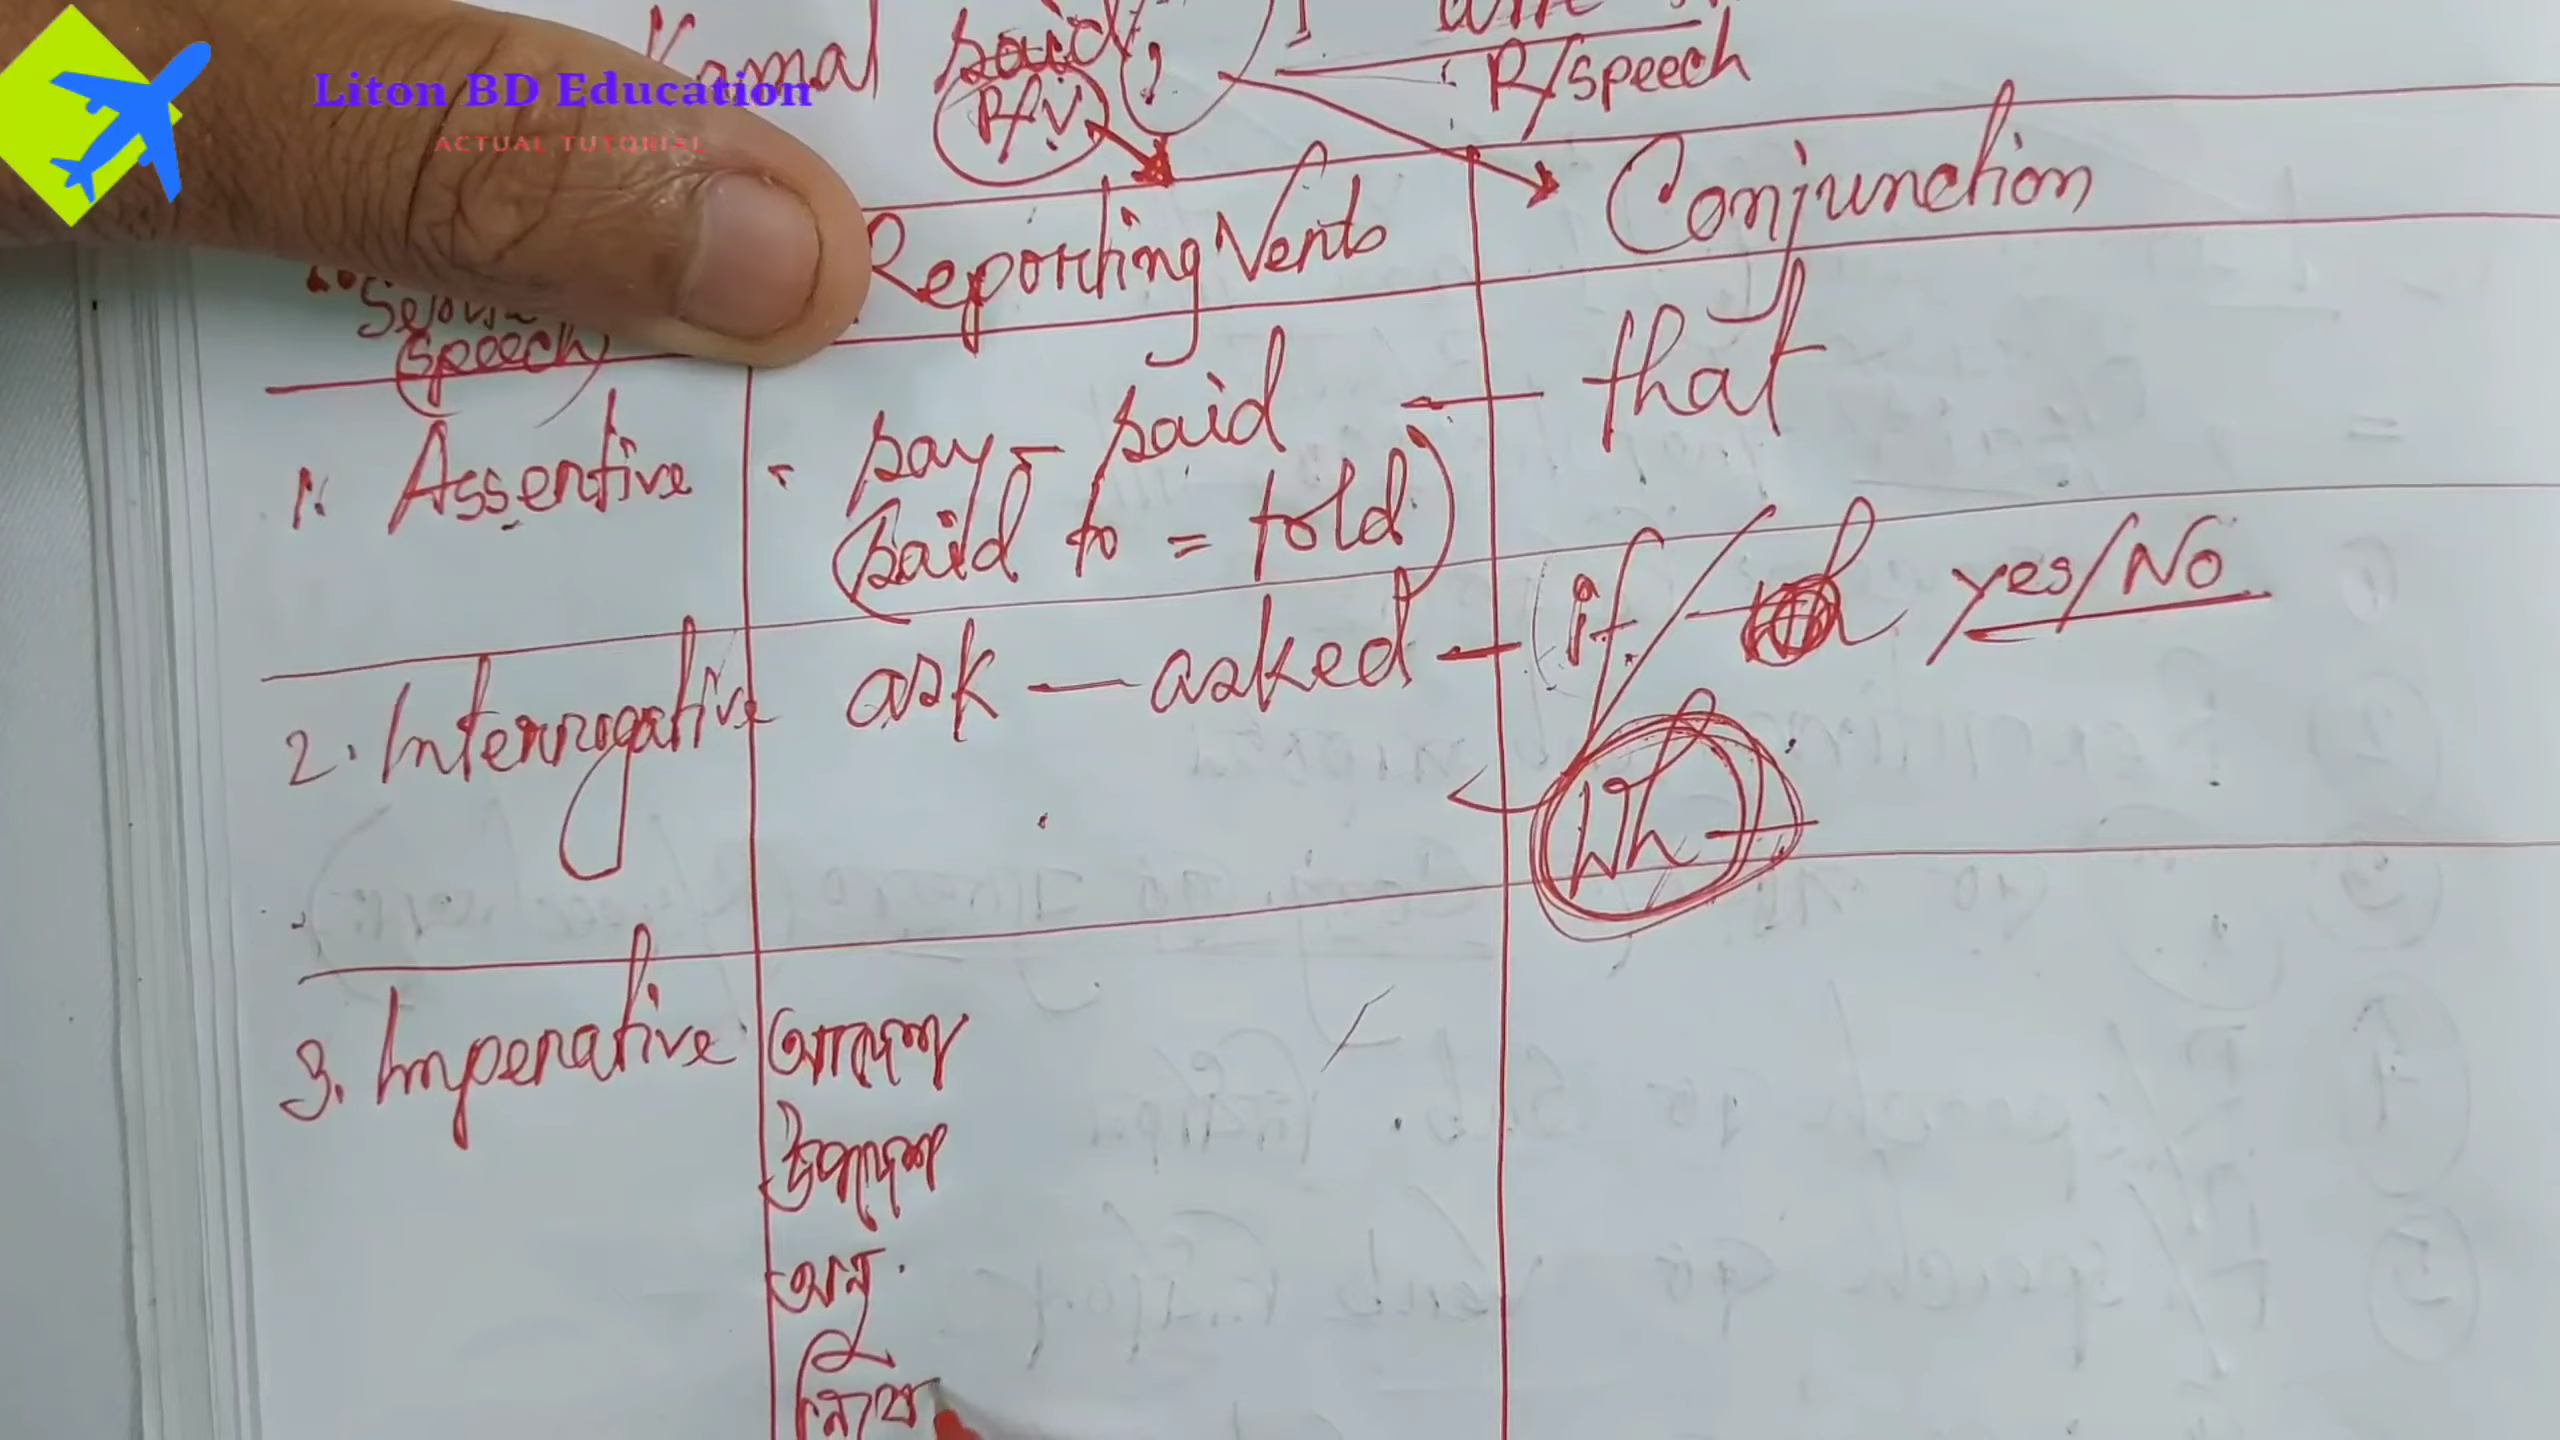 Kamal said,
Liton BD Education
ACTUAL TUTORIAL
R/V
R/speech
speech
Reporting Verb
Conjunction
1. Assertive - say - said - that
(said to = told)
2. Interrogative ask - asked - if/ yes/No
Wh -
3. Imperative আদেশ
উপদেশ
অনু
নিষে